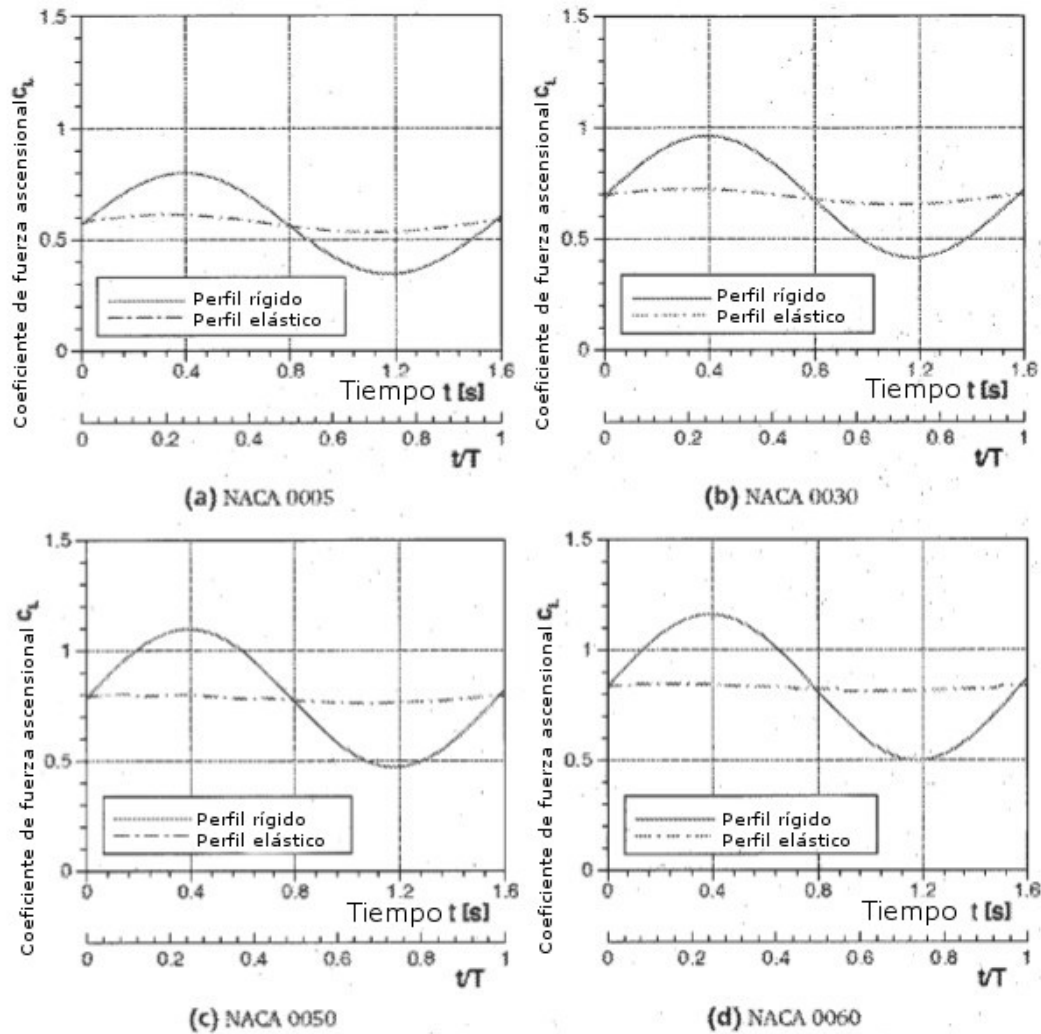 1.5
1
0.5
0
Coeficiente de fuerza ascensional C_L
Perfil rígido
Perfil elástico
0 0.4 0.8 1.2 1.6
Tiempo t [s]
0 0.2 0.4 0.6 0.8 1
t/T
(a) NACA 0005
1.5
1
0.5
0
Coeficiente de fuerza ascensional C_L
Perfil rígido
Perfil elástico
0 0.4 0.8 1.2 1.6
Tiempo t [s]
0 0.2 0.4 0.6 0.8 1
t/T
(b) NACA 0030
1.5
1
0.5
0
Coeficiente de fuerza ascensional C_L
Perfil rígido
Perfil elástico
0 0.4 0.8 1.2 1.6
Tiempo t [s]
0 0.2 0.4 0.6 0.8 1
t/T
(c) NACA 0050
1.5
1
0.5
0
Coeficiente de fuerza ascensional C_L
Perfil rígido
Perfil elástico
0 0.4 0.8 1.2 1.6
Tiempo t [s]
0 0.2 0.4 0.6 0.8 1
t/T
(d) NACA 0060